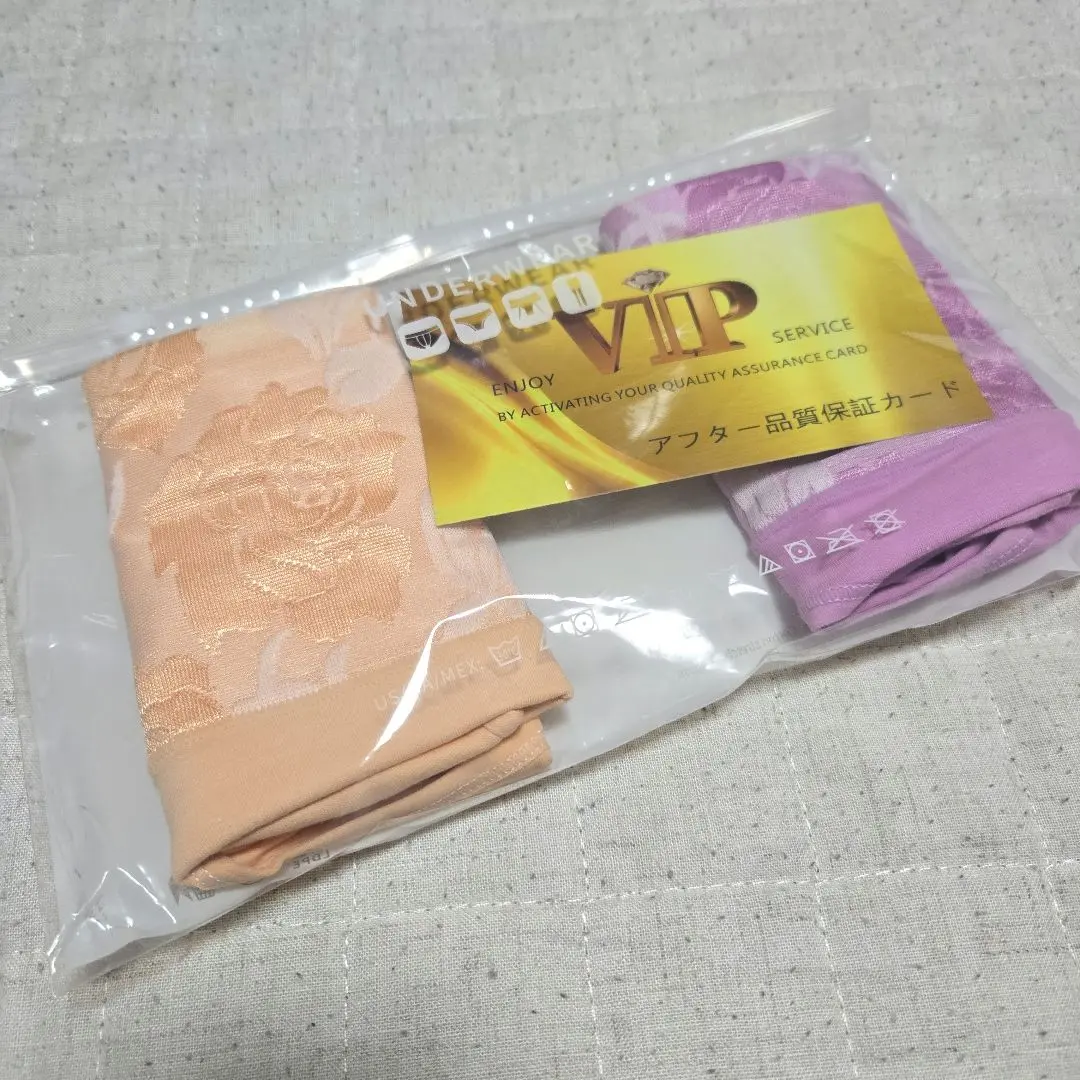 UNDERWEAR
VIP
ENJOY
SERVICE
BY ACTIVATING YOUR QUALITY ASSURANCE CARD
アフター品質保証カード